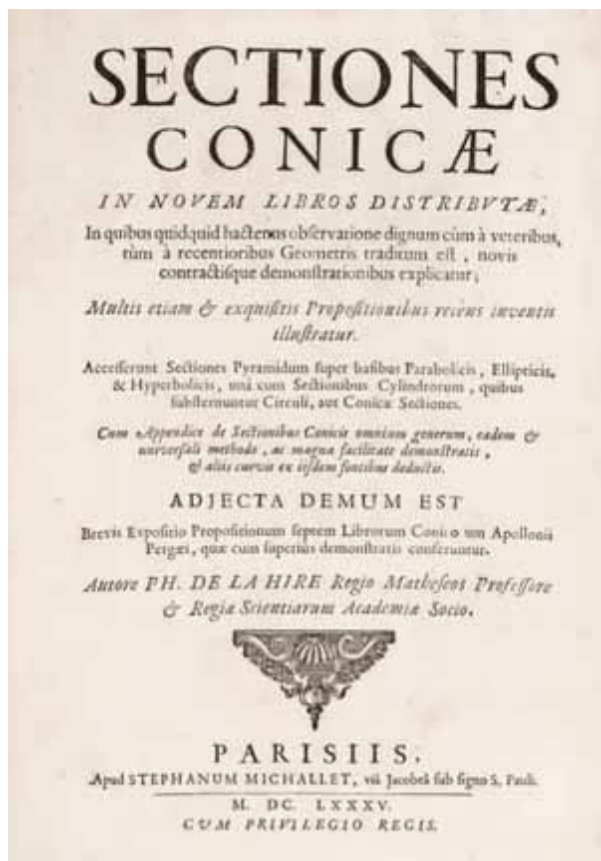 SECTIONES
CONICÆ
IN NOVEM LIBROS DISTRIBVTÆ,
In quibus quidquid hactenus observatione dignum cùm à veteribus,
tùm à recentioribus Geometris traditum est, novis
contractisque demonstrationibus explicatur;
Multis etiam & exquisitis Propositionibus recèns inventis
illustratur.
Accesserunt Sectiones Pyramidum super basibus Parabolicis, Ellipticis,
& Hyperbolicis, unà cum Sectionibus Cylindrorum, quibus
substernuntur Circuli, aut Conicæ Sectiones.
Cum Appendice de Sectionibus Conicis omnium generum, eadem &
universali methodo, ac magna facilitate demonstratis,
& aliis curvis ex iisdem fontibus deductis.
ADJECTA DEMUM EST
Brevis Expositio Propositionum septem Librorum Conicorum Apollonii
Pergæi, quæ cum superiùs demonstratis conferuntur.
Autore PH. DE LA HIRE Regio Matheseos Professore
& Regiæ Scientiarum Academiæ Socio.
PARISIIS,
Apud STEPHANUM MICHALLET, viâ Jacobeâ sub signo S. Pauli.
M. DC. LXXXV.
CVM PRIVILEGIO REGIS.